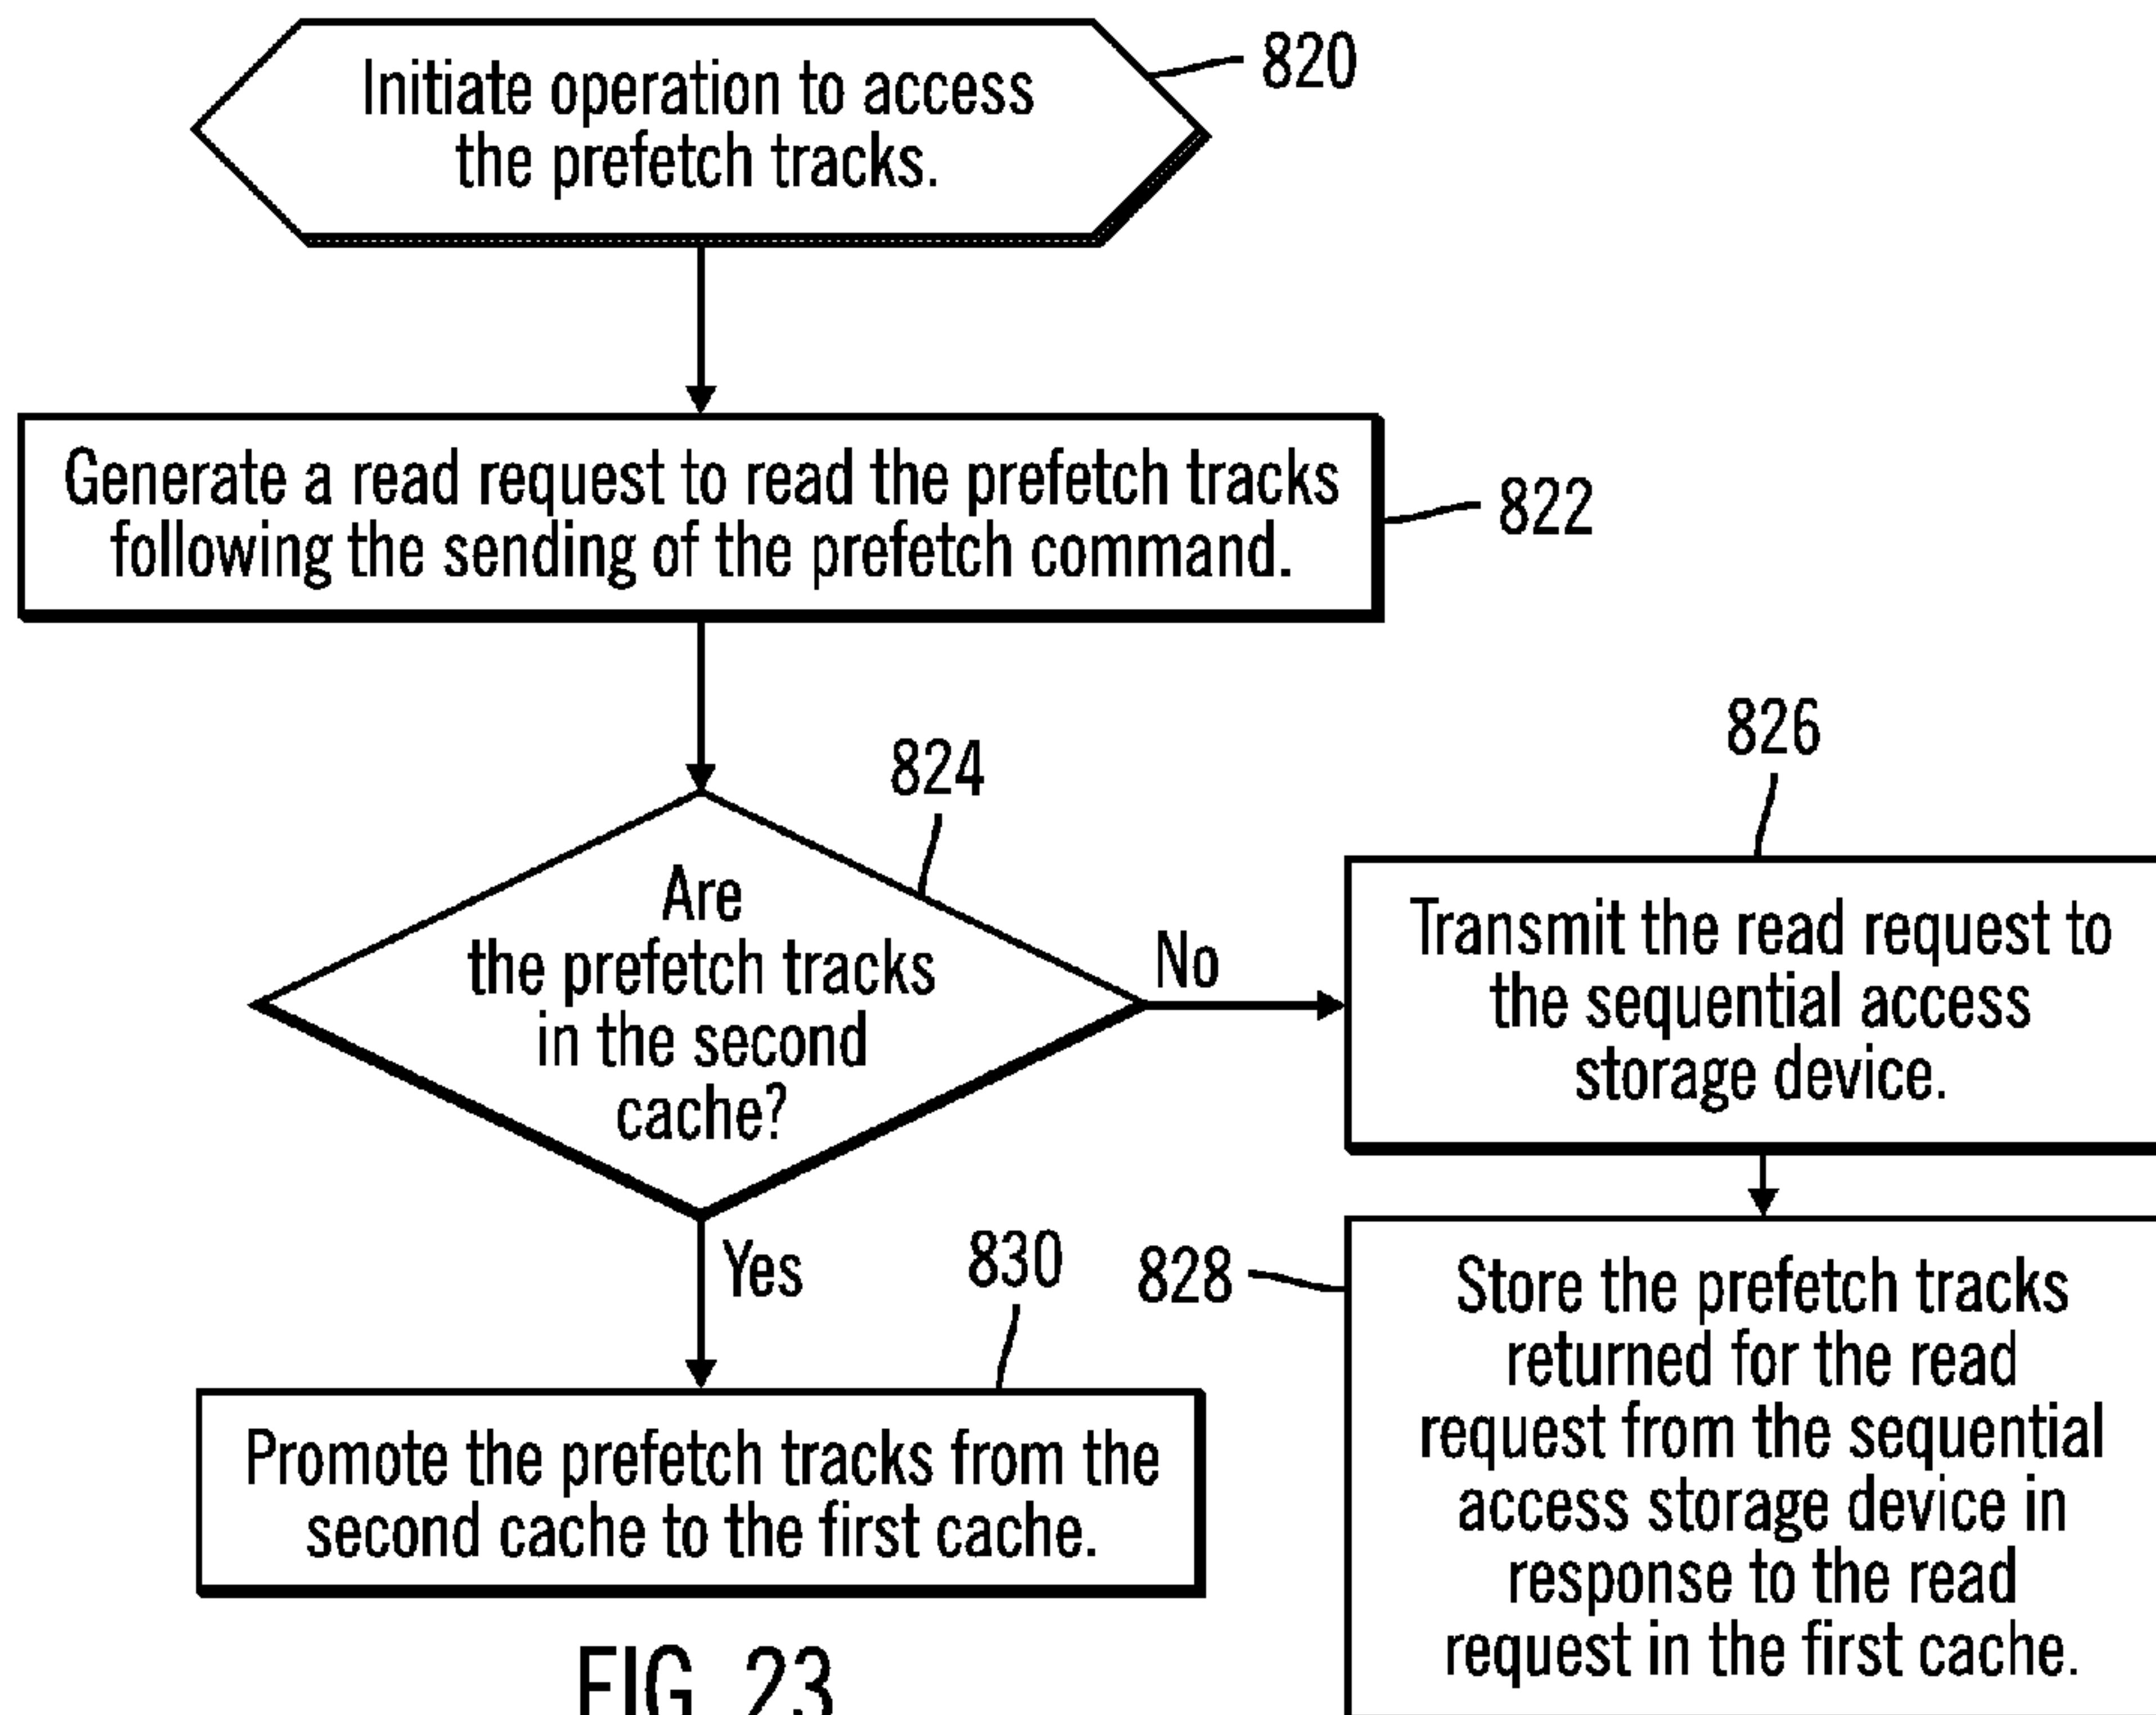 Initiate operation to access
the prefetch tracks.
820
Generate a read request to read the prefetch tracks
following the sending of the prefetch command.
822
824
Are
the prefetch tracks
in the second
cache?
No
Yes
826
Transmit the read request to
the sequential access
storage device.
828
Store the prefetch tracks
returned for the read
request from the sequential
access storage device in
response to the read
request in the first cache.
830
Promote the prefetch tracks from the
second cache to the first cache.
FIG. 23